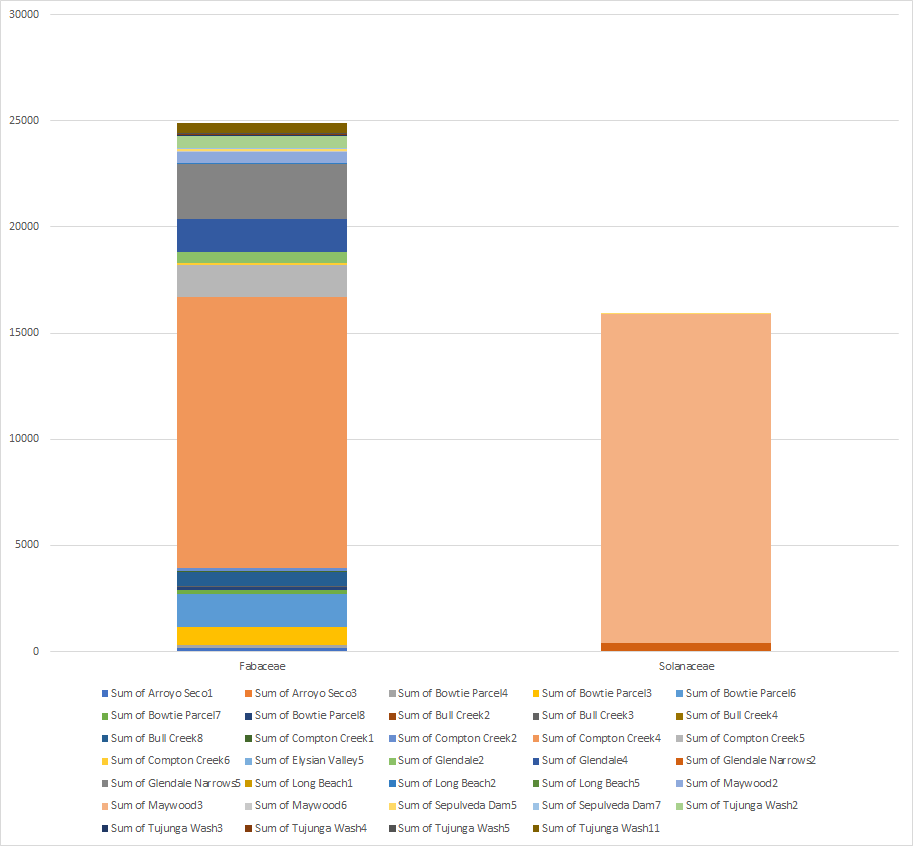 30000
25000
20000
15000
10000
5000
0
Fabaceae Solanaceae
Sum of Arroyo Seco1 Sum of Arroyo Seco3 Sum of Bowtie Parcel4 Sum of Bowtie Parcel3 Sum of Bowtie Parcel6
Sum of Bowtie Parcel7 Sum of Bowtie Parcel8 Sum of Bull Creek2 Sum of Bull Creek3 Sum of Bull Creek4
Sum of Bull Creek8 Sum of Compton Creek1 Sum of Compton Creek2 Sum of Compton Creek4 Sum of Compton Creek5
Sum of Compton Creek6 Sum of Elysian Valley5 Sum of Glendale2 Sum of Glendale4 Sum of Glendale Narrows2
Sum of Glendale Narrows5 Sum of Long Beach1 Sum of Long Beach2 Sum of Long Beach5 Sum of Maywood2
Sum of Maywood3 Sum of Maywood6 Sum of Sepulveda Dam5 Sum of Sepulveda Dam7 Sum of Tujunga Wash2
Sum of Tujunga Wash3 Sum of Tujunga Wash4 Sum of Tujunga Wash5 Sum of Tujunga Wash11